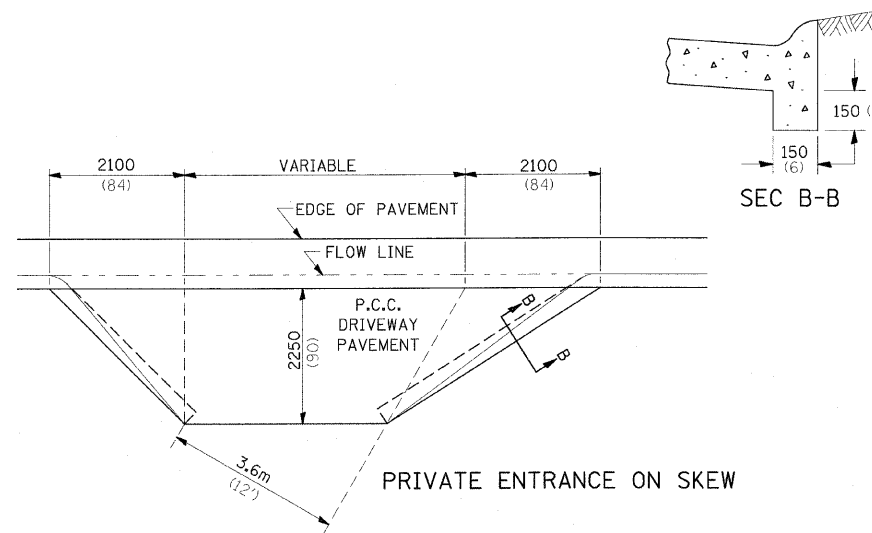 150 (
150
(6)
SEC B-B
2100
(84)
VARIABLE
2100
(84)
EDGE OF PAVEMENT
FLOW LINE
P.C.C.
DRIVEWAY
PAVEMENT
2250
(90)
B
B
3.6m
(12')
PRIVATE ENTRANCE ON SKEW